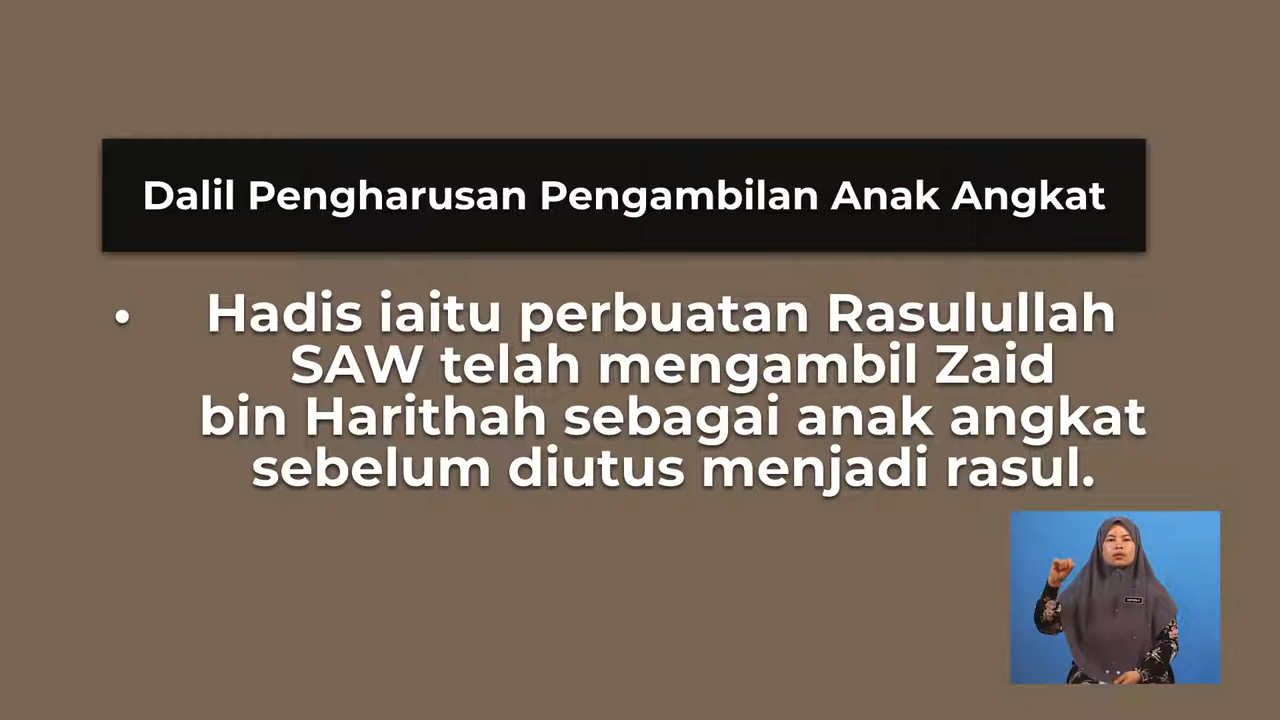 Dalil Pengharusan Pengambilan Anak Angkat
• Hadis iaitu perbuatan Rasulullah
SAW telah mengambil Zaid
bin Harithah sebagai anak angkat
sebelum diutus menjadi rasul.